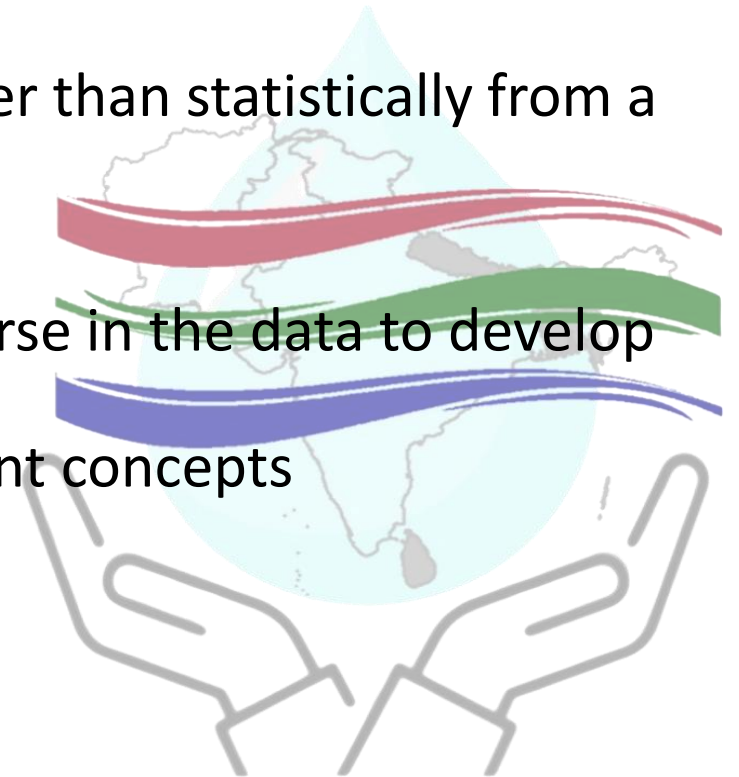 er than statistically from a
rse in the data to develop
nt concepts